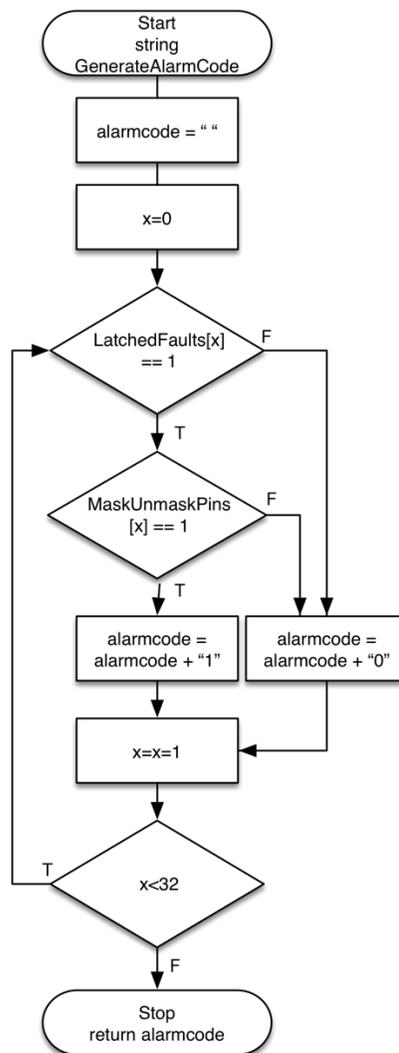 Start
string
GenerateAlarmCode
alarmcode = “ “
x=0
LatchedFaults[x]
== 1
F
T
MaskUnmaskPins
[x] == 1
F
T
alarmcode =
alarmcode + “1”
alarmcode =
alarmcode + “0”
x=x=1
T
x<32
F
Stop
return alarmcode